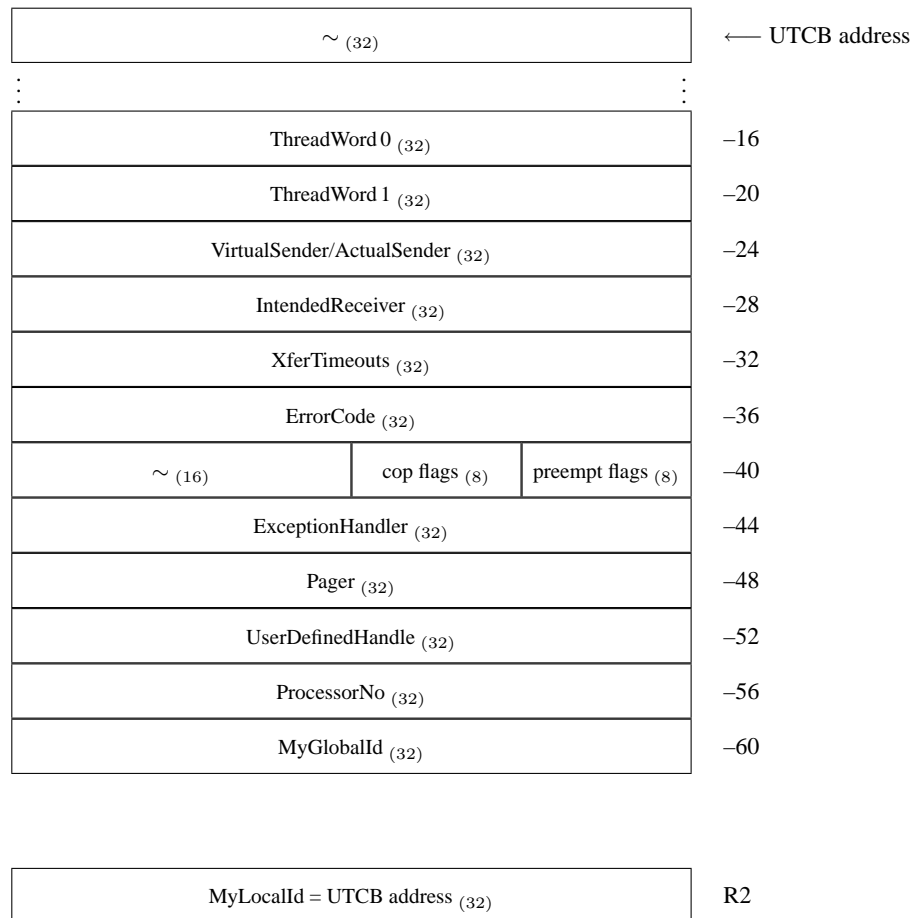 ∼ (32) ←— UTCB address
ThreadWord 0 (32) –16
ThreadWord 1 (32) –20
VirtualSender/ActualSender (32) –24
IntendedReceiver (32) –28
XferTimeouts (32) –32
ErrorCode (32) –36
∼ (16) cop flags (8) preempt flags (8) –40
ExceptionHandler (32) –44
Pager (32) –48
UserDefinedHandle (32) –52
ProcessorNo (32) –56
MyGlobalId (32) –60
MyLocalId = UTCB address (32) R2